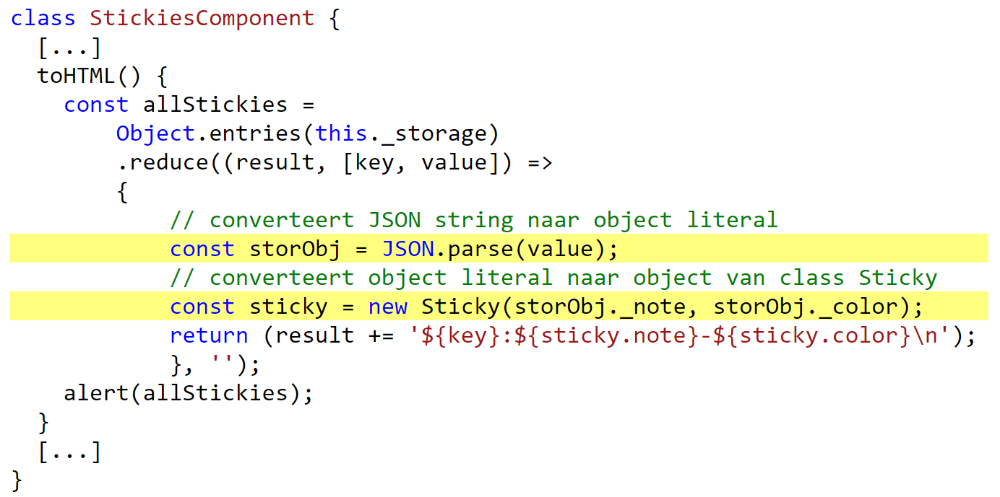 class StickiesComponent {
  [...]
  toHTML() {
    const allStickies =
        Object.entries(this._storage)
        .reduce((result, [key, value]) =>
        {
            // converteert JSON string naar object literal
            const storObj = JSON.parse(value);
            // converteert object literal naar object van class Sticky
            const sticky = new Sticky(storObj._note, storObj._color);
            return (result += '${key}:${sticky.note}-${sticky.color}\n');
            }, '');
    alert(allStickies);
  }
  [...]
}